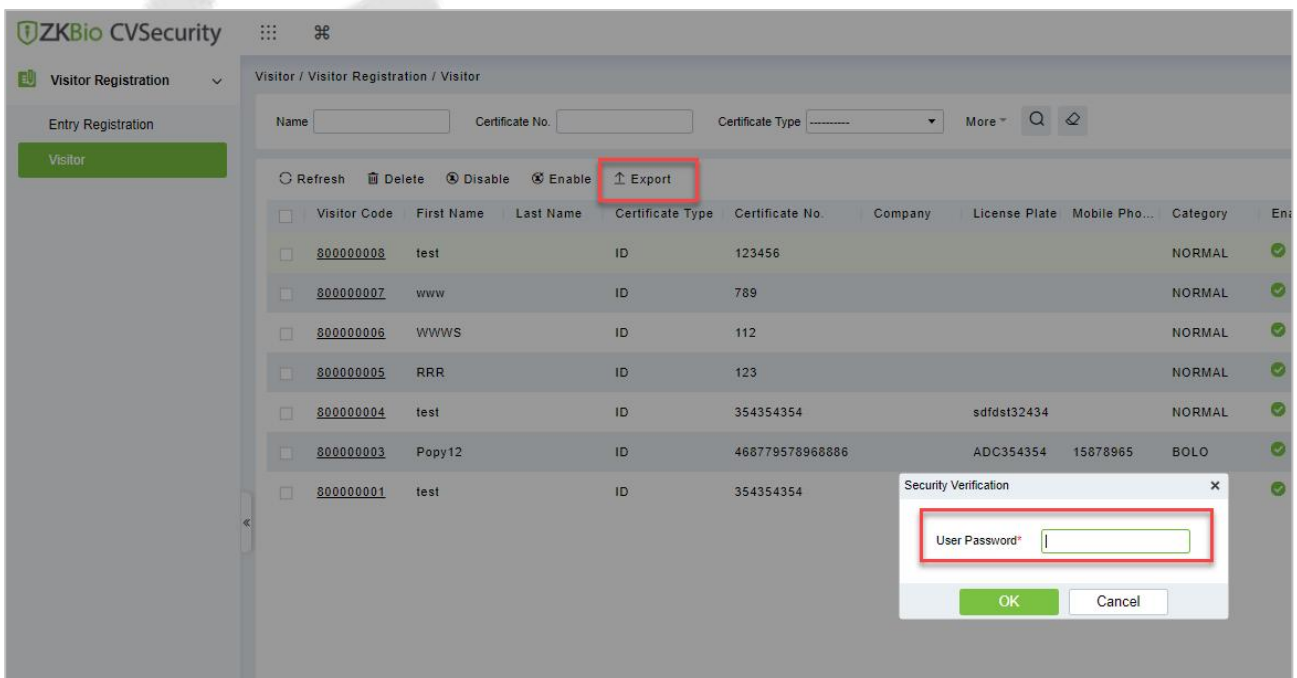 ZKBio CVSecurity
Visitor Registration
Visitor / Visitor Registration / Visitor
Entry Registration
Name Certificate No. Certificate Type ---------- More
Visitor
Refresh Delete Disable Enable Export
Visitor Code First Name Last Name Certificate Type Certificate No. Company License Plate Mobile Pho... Category Ena
800000008 test ID 123456 NORMAL
800000007 www ID 789 NORMAL
800000006 WWWS ID 112 NORMAL
800000005 RRR ID 123 NORMAL
800000004 test ID 354354354 sdfdst32434 NORMAL
800000003 Popy12 ID 468779578968886 ADC354354 15878965 BOLO
800000001 test ID 354354354
Security Verification
User Password*
OK Cancel